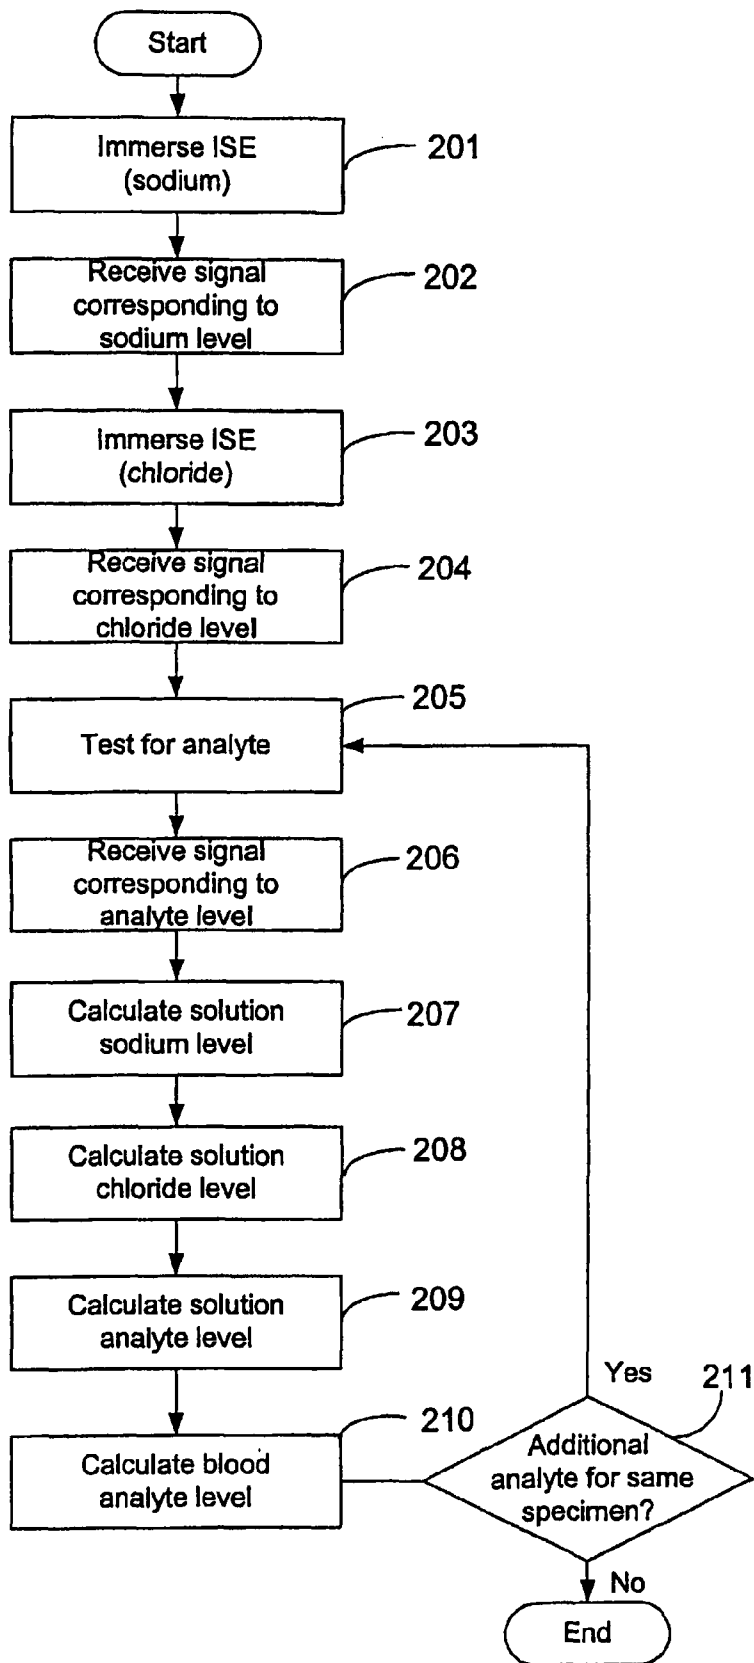 Start
Immerse ISE
(sodium)
201
Receive signal
corresponding to
sodium level
202
Immerse ISE
(chloride)
203
Receive signal
corresponding to
chloride level
204
Test for analyte
205
Receive signal
corresponding to
analyte level
206
Calculate solution
sodium level
207
Calculate solution
chloride level
208
Calculate solution
analyte level
209
Calculate blood
analyte level
210
Yes
211
Additional
analyte for same
specimen?
No
End